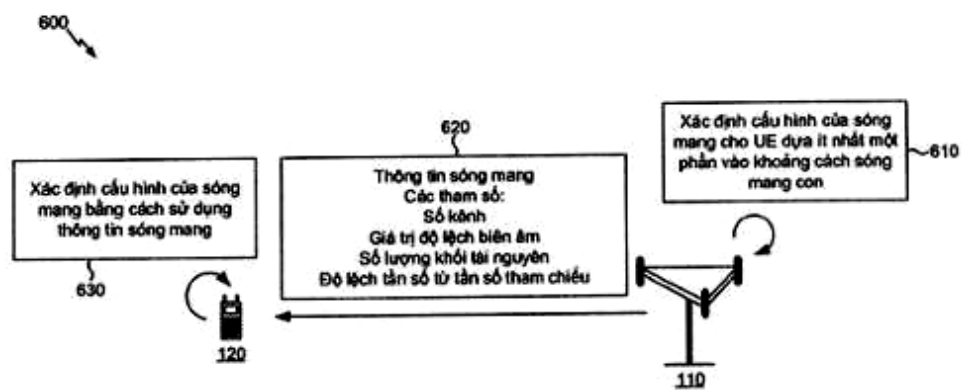 600
Xác định cấu hình của sóng
mang bằng cách sử dụng
thông tin sóng mang
630
120
620
Thông tin sóng mang
Các tham số:
Số kênh
Giá trị độ lệch biên âm
Số lượng khối tài nguyên
Độ lệch tần số từ tần số tham chiếu
Xác định cấu hình của sóng
mang cho UE dựa ít nhất một
phần vào khoảng cách sóng
mang con
610
110